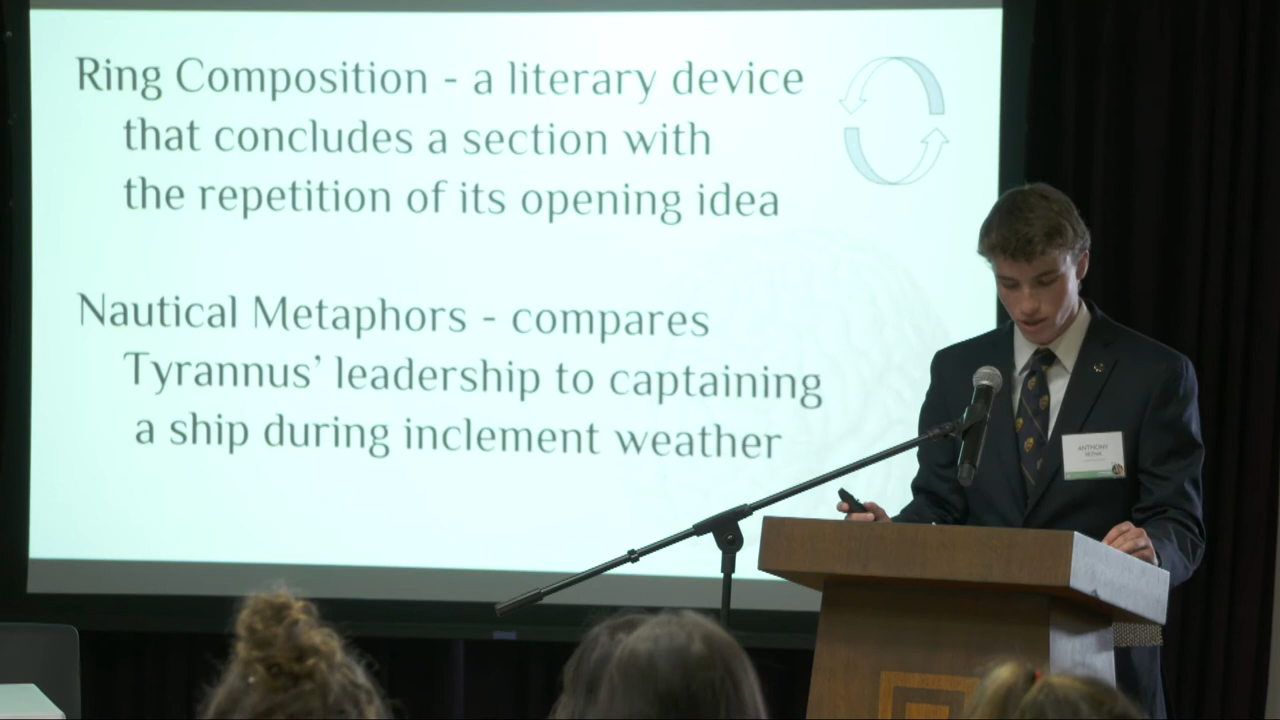 Ring Composition - a literary device
that concludes a section with
the repetition of its opening idea
Nautical Metaphors - compares
Tyrannus' leadership to captaining
a ship during inclement weather
ANTHONY